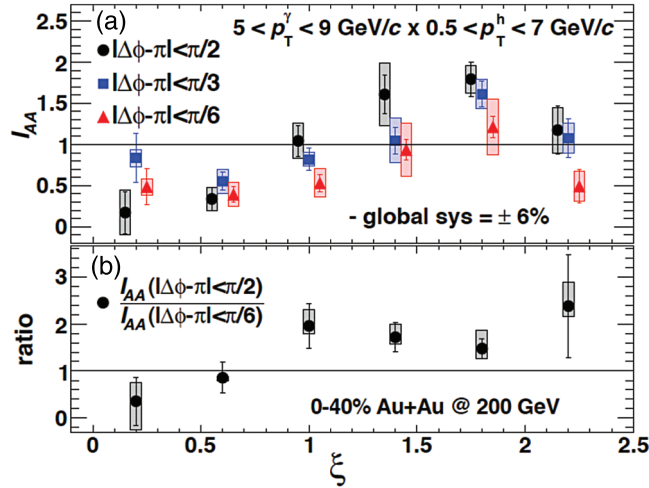 (a)
5 < p_T^γ < 9 GeV/c x 0.5 < p_T^h < 7 GeV/c
|Δϕ-π|<π/2
|Δϕ-π|<π/3
|Δϕ-π|<π/6
I_AA
2.5
2
1.5
1
0.5
0
- global sys = ± 6%
(b)
I_AA(|Δϕ-π|<π/2)
I_AA(|Δϕ-π|<π/6)
ratio
3
2
1
0
0-40% Au+Au @ 200 GeV
0 0.5 1 1.5 2 2.5
ξ